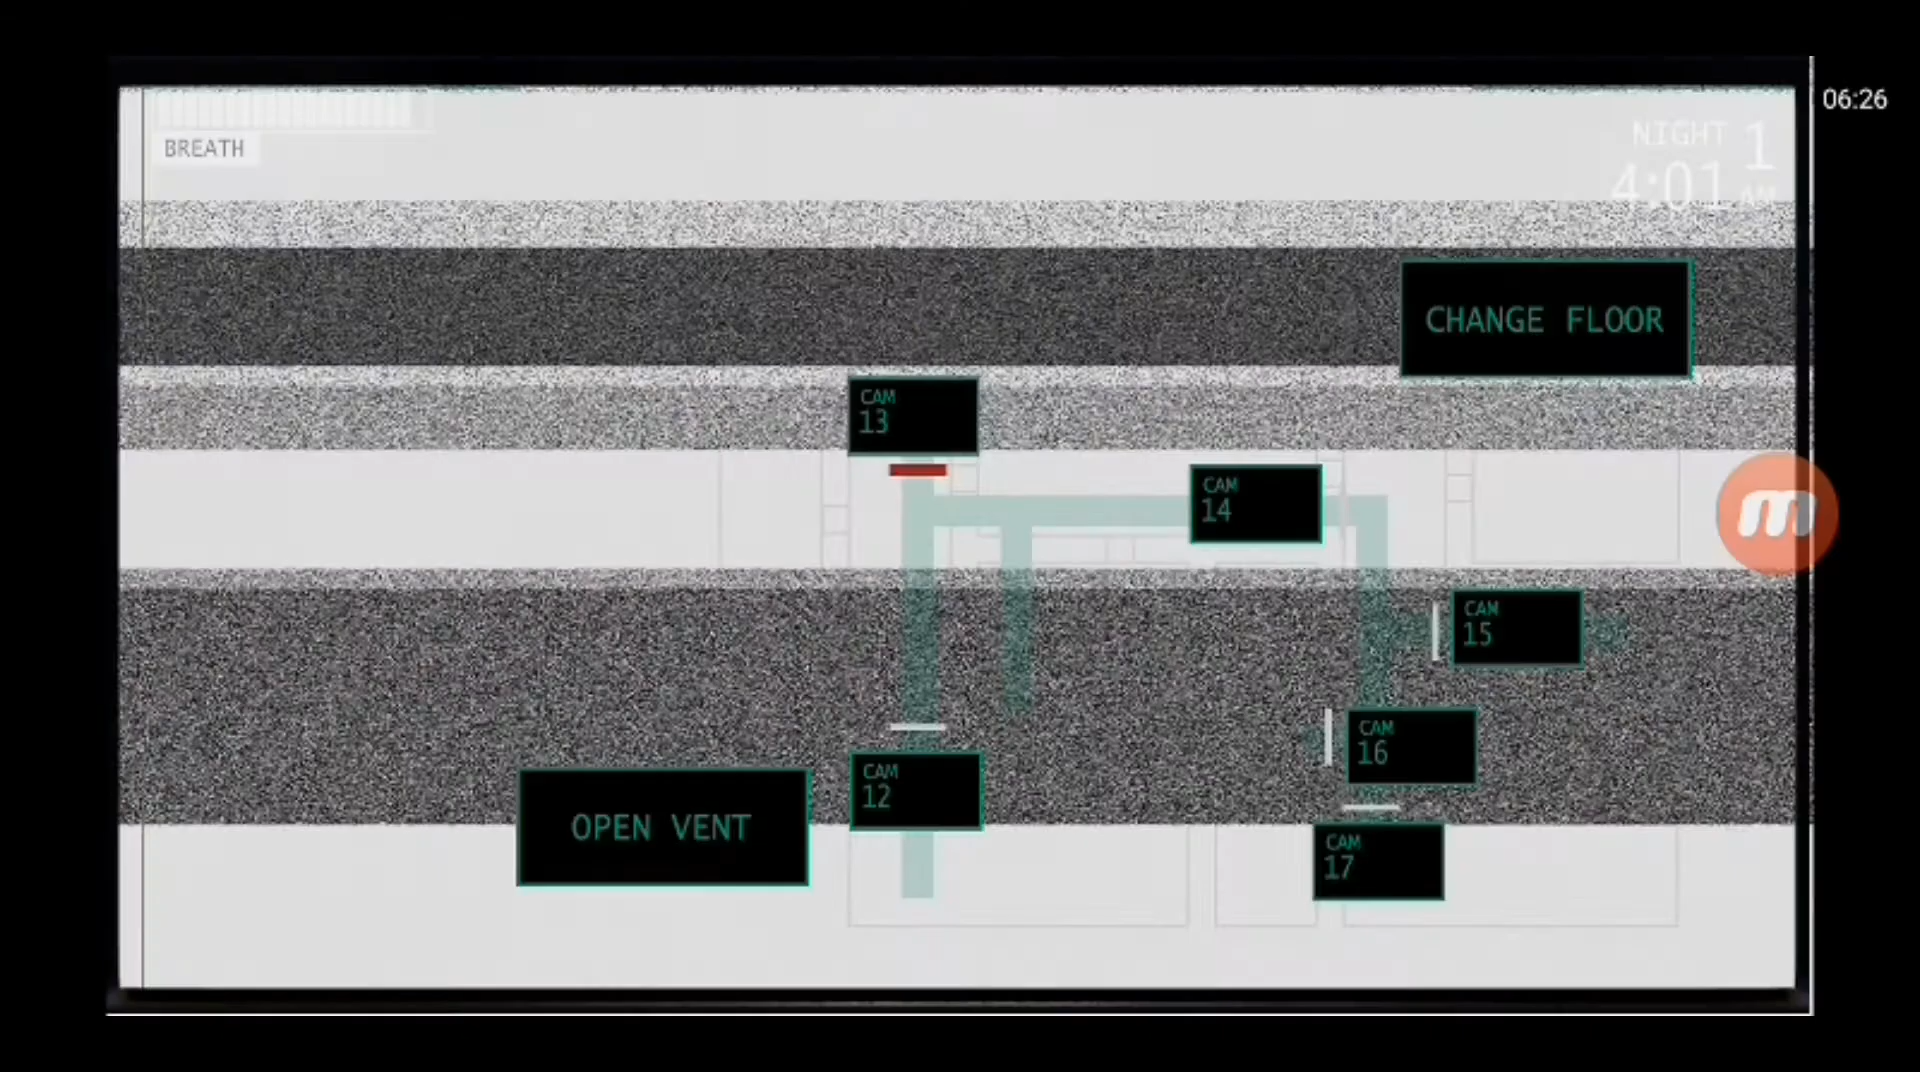 06:26
BREATH
NIGHT 1
4:01 AM
CHANGE FLOOR
CAM
13
CAM
14
CAM
15
CAM
16
CAM
12
OPEN VENT
CAM
17